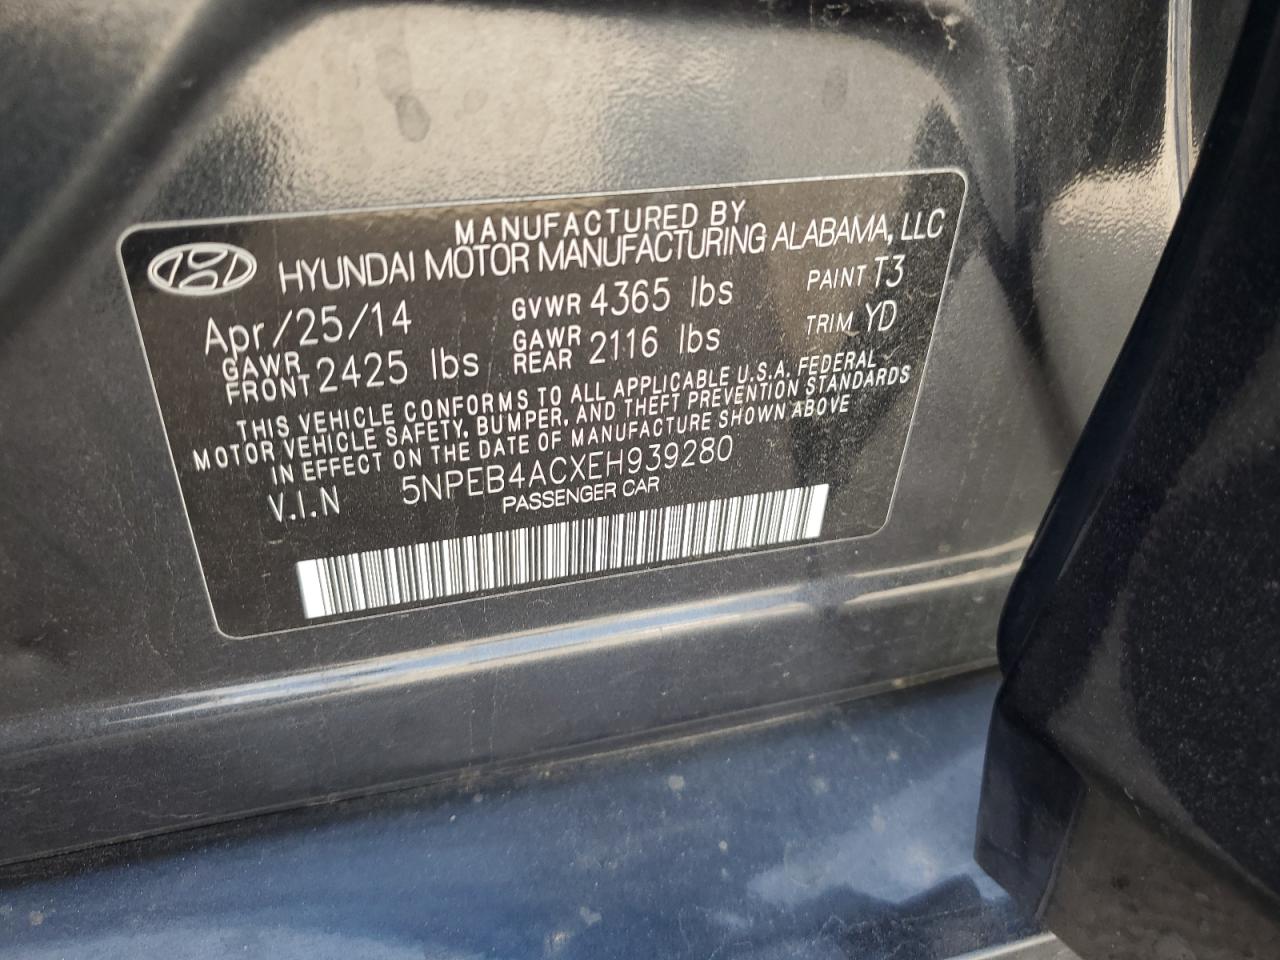 MANUFACTURED BY
HYUNDAI MOTOR MANUFACTURING ALABAMA, LLC
Apr/25/14 GVWR 4365 lbs PAINT T3
GAWR FRONT 2425 lbs GAWR REAR 2116 lbs TRIM YD
THIS VEHICLE CONFORMS TO ALL APPLICABLE U.S.A. FEDERAL
MOTOR VEHICLE SAFETY, BUMPER, AND THEFT PREVENTION STANDARDS
IN EFFECT ON THE DATE OF MANUFACTURE SHOWN ABOVE
V.I.N 5NPEB4ACXEH939280
PASSENGER CAR